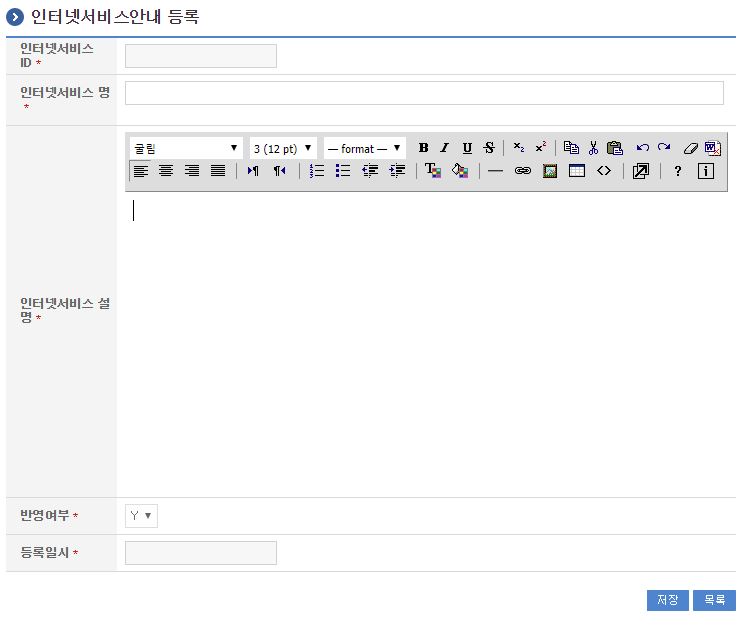 인터넷서비스안내 등록
인터넷서비스
ID *
인터넷서비스 명
*
굴림 3 (12 pt) — format — B I U S x₂ x² W
¶ ¶ <> ? i
인터넷서비스 설
명 *
반영여부 * Y
등록일시 *
저장 목록